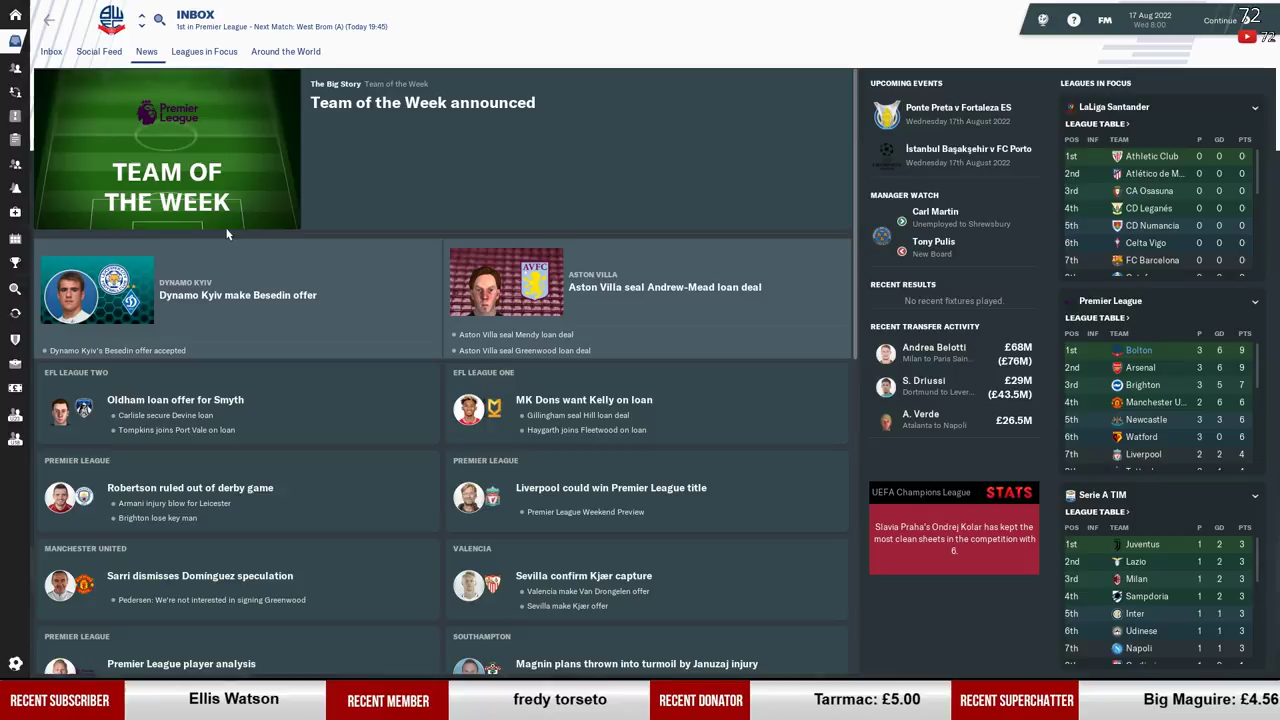 INBOX
1st in Premier League - Next Match: West Brom (A) (Today 19:45)
FM
17 Aug 2022
Wed 8:00
Continue
72
72
Inbox
Social Feed
News
Leagues in Focus
Around the World
Premier League
TEAM OF
THE WEEK
The Big Story Team of the Week
Team of the Week announced
DYNAMO KYIV
Dynamo Kyiv make Besedin offer
Dynamo Kyiv's Besedin offer accepted
AVFC
ASTON VILLA
Aston Villa seal Andrew-Mead loan deal
Aston Villa seal Mendy loan deal
Aston Villa seal Greenwood loan deal
EFL LEAGUE TWO
Oldham loan offer for Smyth
Carlisle secure Devine loan
Tompkins joins Port Vale on loan
EFL LEAGUE ONE
MK Dons want Kelly on loan
Gillingham seal Hill loan deal
Haygarth joins Fleetwood on loan
PREMIER LEAGUE
Robertson ruled out of derby game
Armani injury blow for Leicester
Brighton lose key man
PREMIER LEAGUE
Liverpool could win Premier League title
Premier League Weekend Preview
MANCHESTER UNITED
Sarri dismisses Domínguez speculation
Pedersen: We're not interested in signing Greenwood
VALENCIA
Sevilla confirm Kjær capture
Valencia make Van Drongelen offer
Sevilla make Kjær offer
PREMIER LEAGUE
Premier League player analysis
SOUTHAMPTON
Magnin plans thrown into turmoil by Januzaj injury
UPCOMING EVENTS
Ponte Preta v Fortaleza ES
Wednesday 17th August 2022
İstanbul Başakşehir v FC Porto
Wednesday 17th August 2022
MANAGER WATCH
Carl Martin
Unemployed to Shrewsbury
Tony Pulis
New Board
RECENT RESULTS
No recent fixtures played.
RECENT TRANSFER ACTIVITY
Andrea Belotti £68M
Milan to Paris Sain... (£76M)
S. Driussi £29M
Dortmund to Lever... (£43.5M)
A. Verde £26.5M
Atalanta to Napoli
UEFA Champions League STATS
Slavia Praha's Ondrej Kolar has kept the
most clean sheets in the competition with
6.
LEAGUES IN FOCUS
LaLiga Santander
LEAGUE TABLE
POS INF TEAM P GD PTS
1st Athletic Club 0 0 0
2nd Atlético de M... 0 0 0
3rd CA Osasuna 0 0 0
4th CD Leganés 0 0 0
5th CD Numancia 0 0 0
6th Celta Vigo 0 0 0
7th FC Barcelona 0 0 0
Premier League
LEAGUE TABLE
POS INF TEAM P GD PTS
1st Bolton 3 6 9
2nd Arsenal 3 6 9
3rd Brighton 3 5 7
4th Manchester U... 2 6 6
5th Newcastle 3 3 6
6th Watford 3 0 6
7th Liverpool 2 2 4
Serie A TIM
LEAGUE TABLE
POS INF TEAM P GD PTS
1st Juventus 1 2 3
2nd Lazio 1 2 3
3rd Milan 1 2 3
4th Sampdoria 1 2 3
5th Inter 1 1 3
6th Udinese 1 1 3
7th Napoli 1 1 3
RECENT SUBSCRIBER
Ellis Watson
RECENT MEMBER
fredy torseto
RECENT DONATOR
Tarrmac: £5.00
RECENT SUPERCHATTER
Big Maguire: £4.56